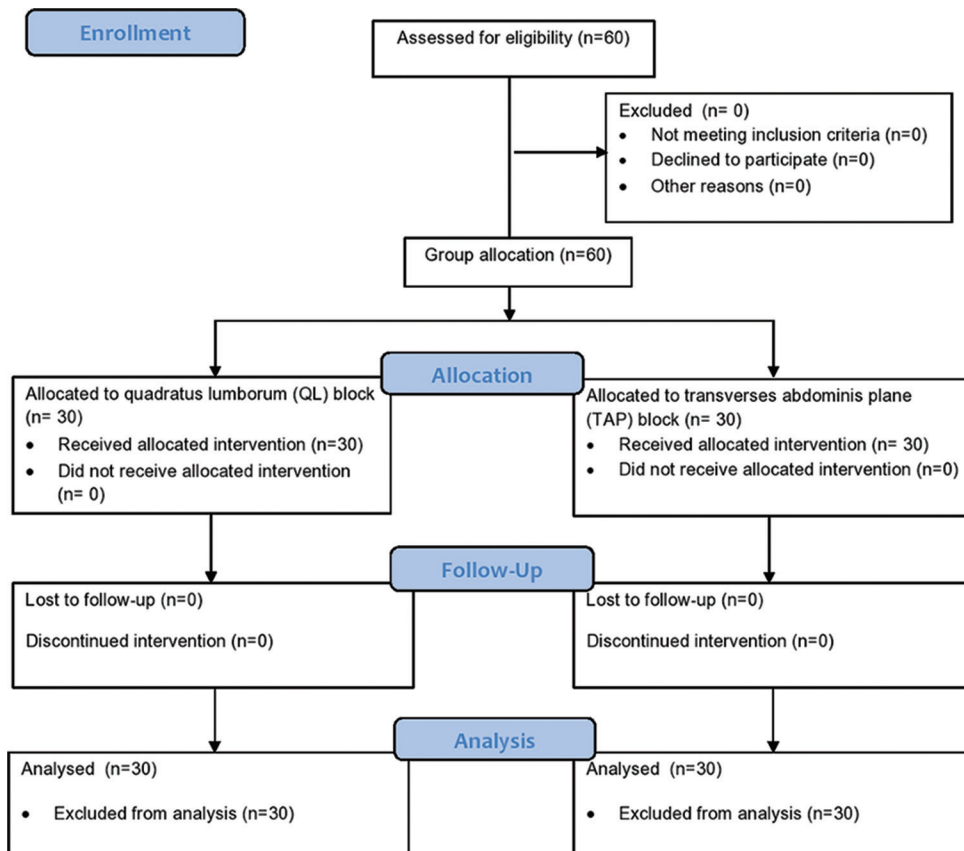 Enrollment
Assessed for eligibility (n=60)
Excluded (n= 0)
• Not meeting inclusion criteria (n=0)
• Declined to participate (n=0)
• Other reasons (n=0)
Group allocation (n=60)
Allocation
Allocated to quadratus lumborum (QL) block
(n= 30)
• Received allocated intervention (n=30)
• Did not receive allocated intervention
(n= 0)
Allocated to transverses abdominis plane
(TAP) block (n= 30)
• Received allocated intervention (n= 30)
• Did not receive allocated intervention (n=0)
Follow-Up
Lost to follow-up (n=0)
Discontinued intervention (n=0)
Lost to follow-up (n=0)
Discontinued intervention (n=0)
Analysis
Analysed (n=30)
• Excluded from analysis (n=30)
Analysed (n=30)
• Excluded from analysis (n=30)